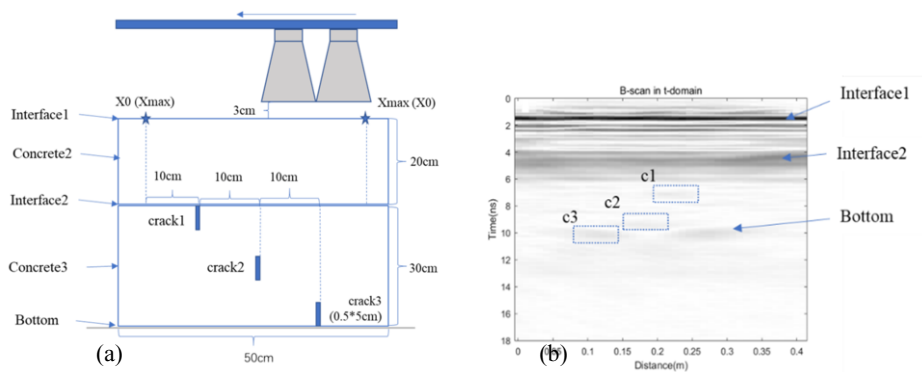 X0 (Xmax)
Xmax (X0)
3cm
Interface1
Concrete2
20cm
10cm
10cm
10cm
Interface2
crack1
crack2
Concrete3
30cm
crack3
(0.5*5cm)
Bottom
(a)
50cm
B-scan in t-domain
0
2
4
6
8
10
12
14
16
18
Time(ns)
Interface1
Interface2
c1
c2
c3
Bottom
0
0.05
0.1
0.15
0.2
0.25
0.3
0.35
0.4
Distance(m)
(b)